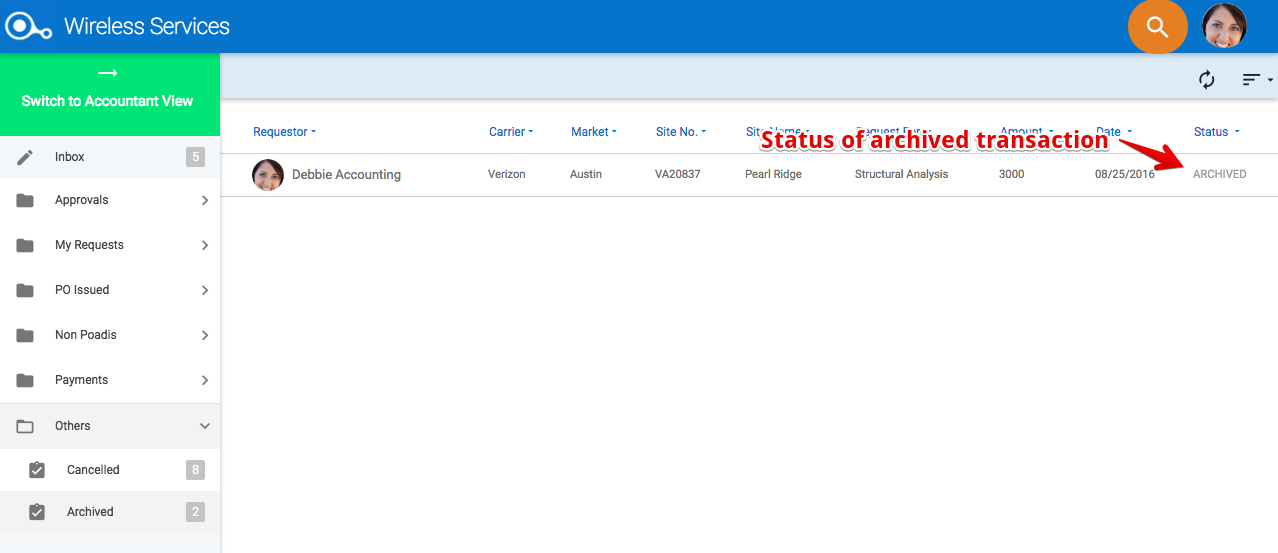 Wireless Services
Switch to Accountant View
Inbox 5
Approvals
My Requests
PO Issued
Non Poadis
Payments
Others
Cancelled 8
Archived 2
Requestor Carrier Market Site No. Site Name Amount Date Status
Status of archived transaction
Debbie Accounting Verizon Austin VA20837 Pearl Ridge Structural Analysis 3000 08/25/2016 ARCHIVED